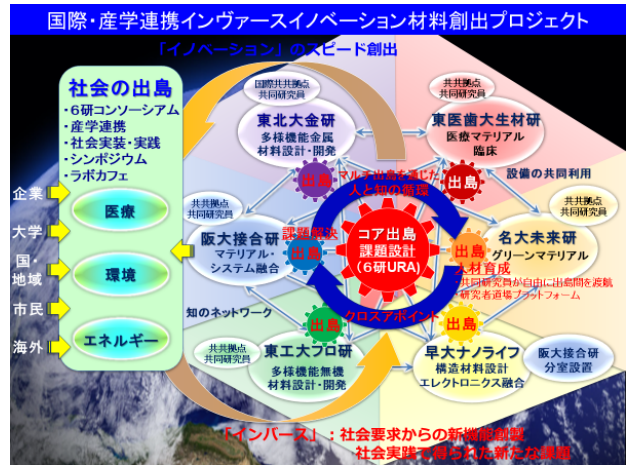 国際・産学連携インヴァースイノベーション材料創出プロジェクト
「イノベーション」のスピード創出
社会の出島
・6研コンソーシアム
・産学連携
・社会実装・実践
・シンポジウム
・ラボカフェ
企業
大学
国・
地域
市民
海外
医療
環境
エネルギー
国際共共拠点
共同研究員
東北大金研
多様機能金属
材料設計・開発
出島
共共拠点
共同研究員
東医歯大生材研
医療マテリアル
臨床
出島
マルチ出島を通じた
人と知の循環
設備の共同利用
共共拠点
共同研究員
阪大接合研
マテリアル・
システム融合
課題解決
出島
コア出島
課題設計
(6研URA)
共共拠点
共同研究員
名大未来研
グリーンマテリアル
出島
人材育成
・共同研究員が自由に出島間を渡航
・研究者道場プラットフォーム
知のネットワーク
クロスアポイント
出島
共共拠点
共同研究員
東工大フロ研
多様機能無機
材料設計・開発
出島
早大ナノライフ
構造材料設計
エレクトロニクス融合
阪大接合研
分室設置
「インバース」：社会要求からの新機能創製
社会実践で得られた新たな課題